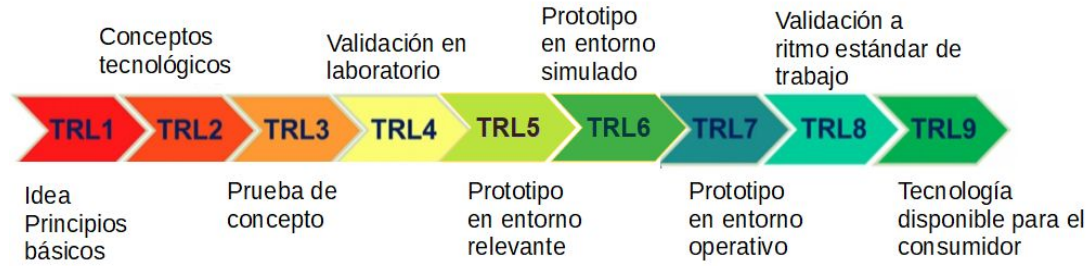 Conceptos
tecnológicos
Validación en
laboratorio
Prototipo
en entorno
simulado
Validación a
ritmo estándar de
trabajo
TRL1 TRL2 TRL3 TRL4 TRL5 TRL6 TRL7 TRL8 TRL9
Idea
Principios
básicos
Prueba de
concepto
Prototipo
en entorno
relevante
Prototipo
en entorno
operativo
Tecnología
disponible para el
consumidor